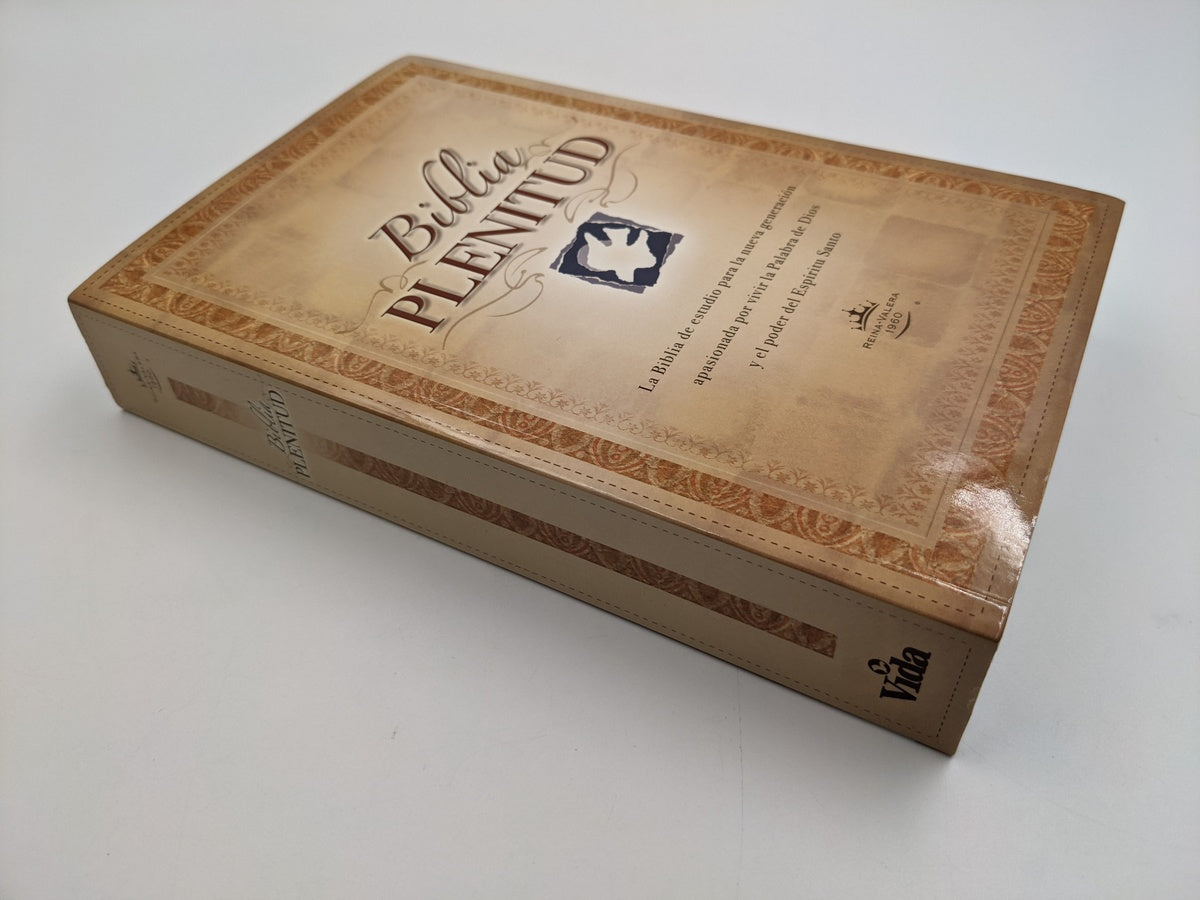 Biblia
PLENITUD
La Biblia de estudio para la nueva generación
apasionada por vivir la Palabra de Dios
y el poder del Espíritu Santo
REINA-VALERA
1960
Biblia
PLENITUD
Vida